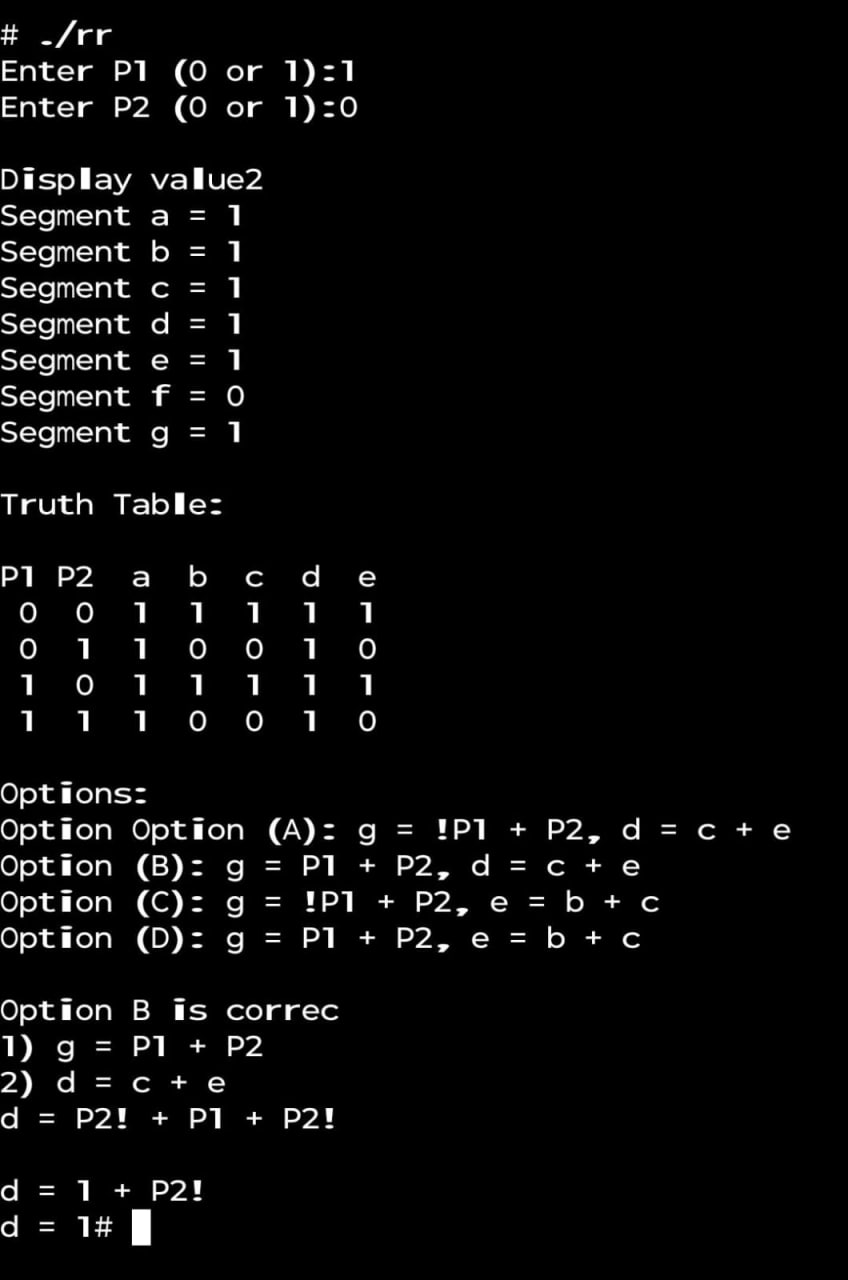 # ./rr
Enter P1 (0 or 1):1
Enter P2 (0 or 1):0
Display value2
Segment a = 1
Segment b = 1
Segment c = 1
Segment d = 1
Segment e = 1
Segment f = 0
Segment g = 1
Truth Table:
P1 P2 a b c d e
0 0 1 1 1 1 1
0 1 1 0 0 1 0
1 0 1 1 1 1 1
1 1 1 0 0 1 0
Options:
Option Option (A): g = !P1 + P2, d = c + e
Option (B): g = P1 + P2, d = c + e
Option (C): g = !P1 + P2, e = b + c
Option (D): g = P1 + P2, e = b + c
Option B is correc
1) g = P1 + P2
2) d = c + e
d = P2! + P1 + P2!
d = 1 + P2!
d = 1#